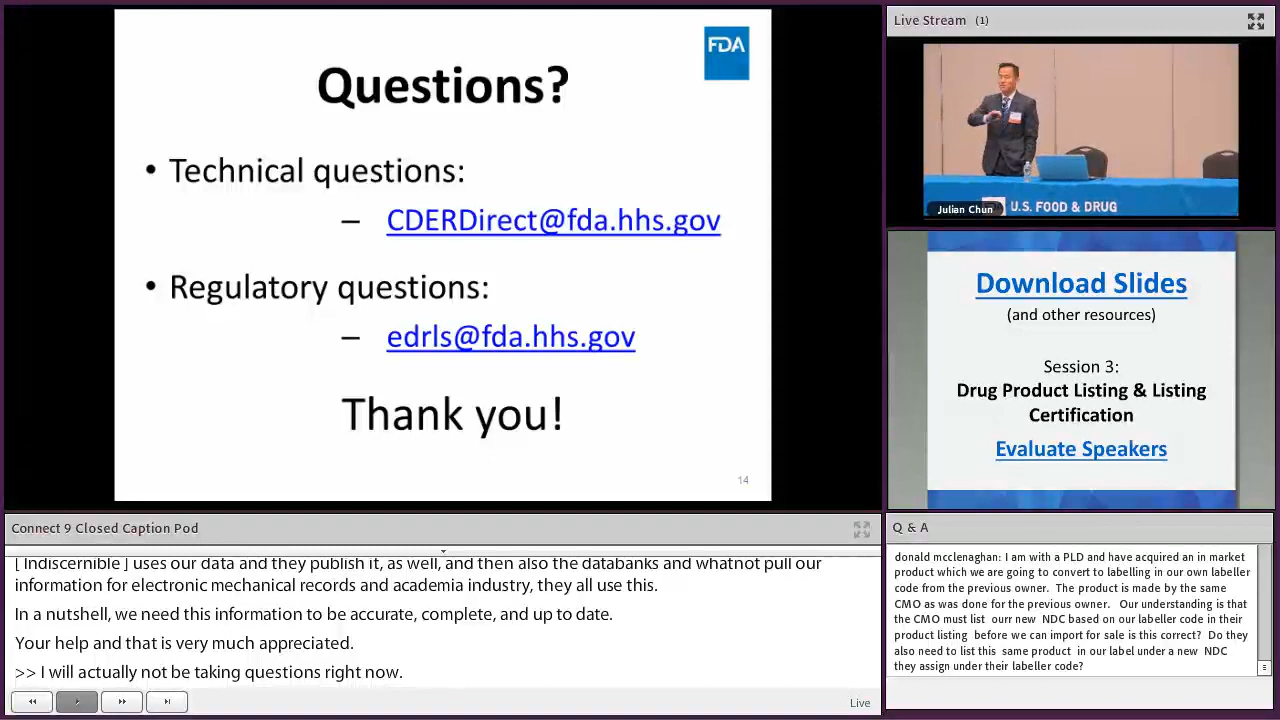 FDA
Questions?
• Technical questions:
– CDERDirect@fda.hhs.gov
• Regulatory questions:
– edrls@fda.hhs.gov
Thank you!
14
Live Stream (1)
Julian Chun
U.S. FOOD & DRUG
Download Slides
(and other resources)
Session 3:
Drug Product Listing & Listing
Certification
Evaluate Speakers
Connect 9 Closed Caption Pod
[ Indiscernible ] uses our data and they publish it, as well, and then also the databanks and whatnot pull our
information for electronic mechanical records and academia industry, they all use this.
In a nutshell, we need this information to be accurate, complete, and up to date.
Your help and that is very much appreciated.
>> I will actually not be taking questions right now.
Live
Q & A
donald mcclenaghan: I am with a PLD and have acquired an in market
product which we are going to convert to labelling in our own labeller
code from the previous owner. The product is made by the same
CMO as was done for the previous owner. Our understanding is that
the CMO must list ourr new NDC based on our labeller code in their
product listing before we can import for sale is this correct? Do they
also need to list this same product in our label under a new NDC
they assign under their labeller code?